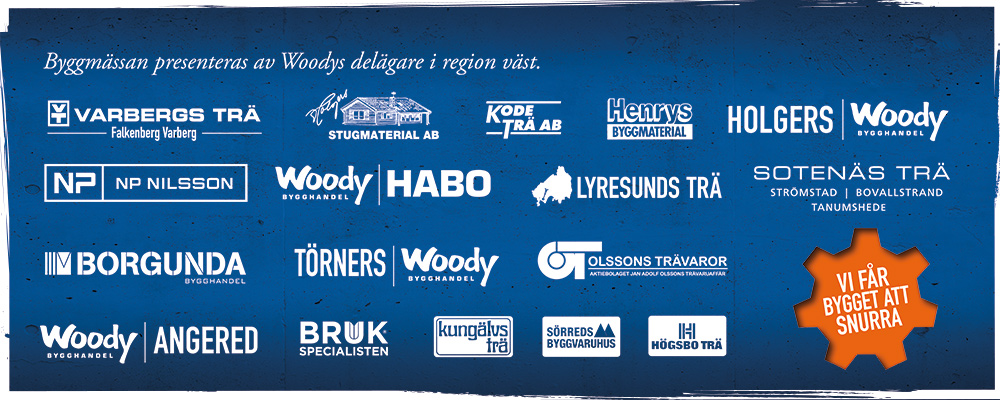 Byggmässan presenteras av Woodys delägare i region väst.
VT VARBERGS TRÄ
Falkenberg Varberg
STUGMATERIAL AB
KODE
TRÄ AB
Henrys
BYGGMATERIAL
HOLGERS | Woody
BYGGHANDEL
NP | NP NILSSON
Woody | HABO
BYGGHANDEL
LYRESUNDS TRÄ
SOTENÄS TRÄ
STRÖMSTAD | BOVALLSTRAND
TANUMSHEDE
BORGUNDA
BYGGHANDEL
TÖRNERS | Woody
BYGGHANDEL
OLSSONS TRÄVAROR
AKTIEBOLAGET JAN ADOLF OLSSONS TRÄVARUAFFÄR
VI FÅR
BYGGET ATT
SNURRA
Woody | ANGERED
BYGGHANDEL
BRUK
SPECIALISTEN
kungälvs
trä
SÖRREDS
BYGGVARUHUS
H
HÖGSBO TRÄ